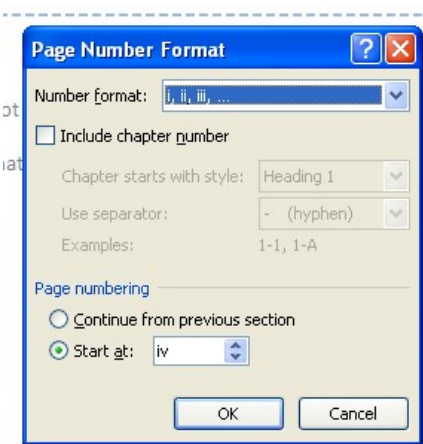 Page Number Format
Number format: i, ii, iii, ...
Include chapter number
Chapter starts with style: Heading 1
Use separator: - (hyphen)
Examples: 1-1, 1-A
Page numbering
Continue from previous section
Start at: iv
OK Cancel